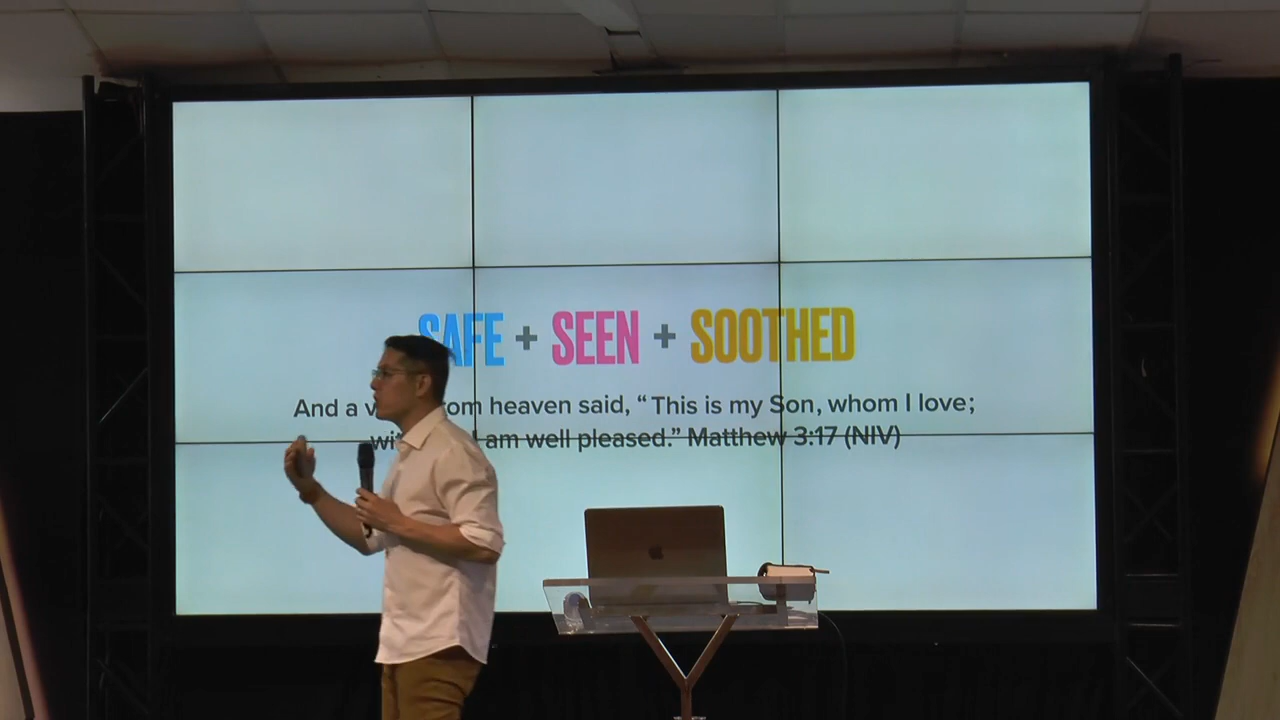 SAFE + SEEN + SOOTHED
And a om heaven said, “This is my Son, whom I love;
I am well pleased.” Matthew 3:17 (NIV)